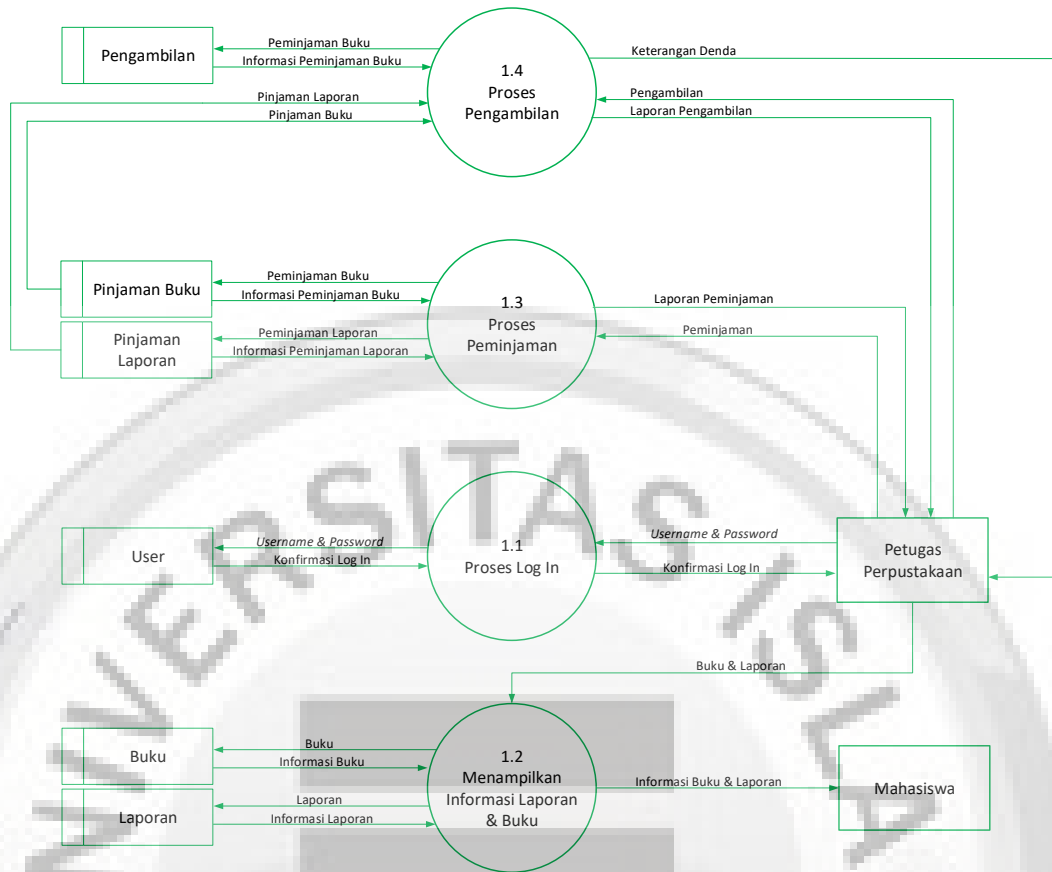 Pengambilan
Peminjaman Buku
Informasi Peminjaman Buku
Pinjaman Laporan
Pinjaman Buku
1.4
Proses
Pengambilan
Keterangan Denda
Pengambilan
Laporan Pengambilan
Pinjaman Buku
Peminjaman Buku
Informasi Peminjaman Buku
Pinjaman
Laporan
Peminjaman Laporan
Informasi Peminjaman Laporan
1.3
Proses
Peminjaman
Laporan Peminjaman
Peminjaman
User
Username & Password
Konfirmasi Log In
1.1
Proses Log In
Username & Password
Konfirmasi Log In
Petugas
Perpustakaan
Buku & Laporan
Buku
Buku
Informasi Buku
Laporan
Laporan
Informasi Laporan
1.2
Menampilkan
Informasi Laporan
& Buku
Informasi Buku & Laporan
Mahasiswa
IVERSITAS ISLA